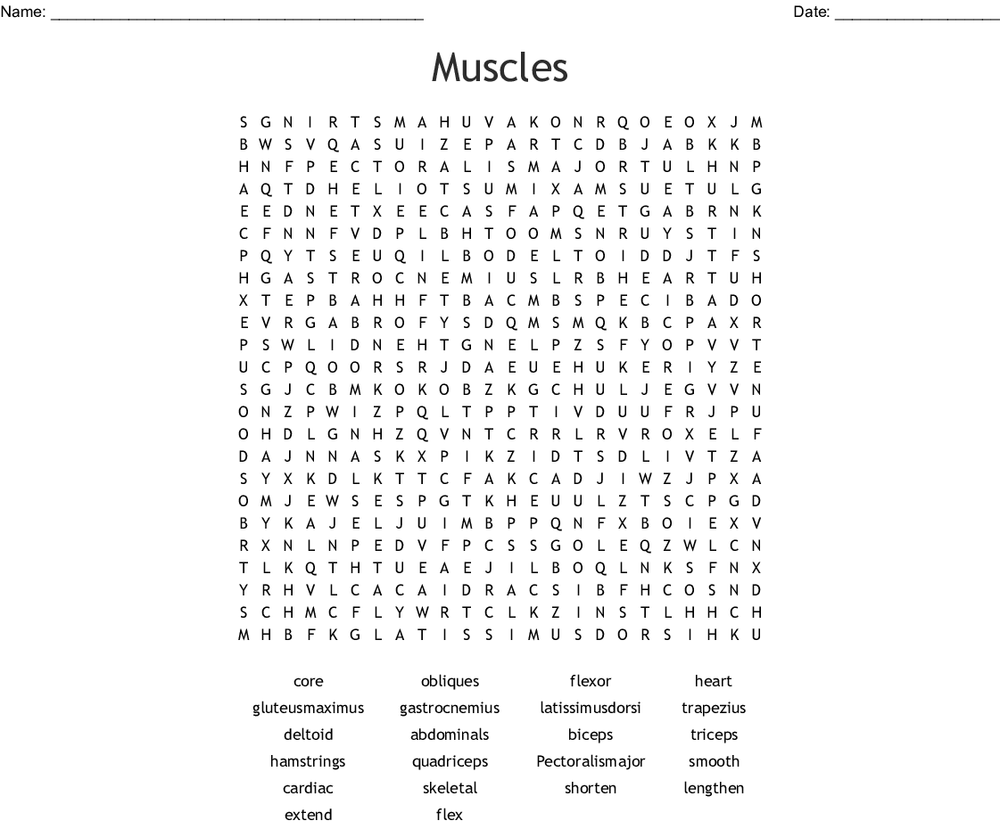 Name: ___________________________________________ Date: ___________________
Muscles
S G N I R T S M A H U V A K O N R Q O E O X J M
B W S V Q A S U I Z E P A R T C D B J A B K K B
H N F P E C T O R A L I S M A J O R T U L H N P
A Q T D H E L I O T S U M I X A M S U E T U L G
E E D N E T X E E C A S F A P Q E T G A B R N K
C F N N F V D P L B H T O O M S N R U Y S T I N
P Q Y T S E U Q I L B O D E L T O I D D J T F S
H G A S T R O C N E M I U S L R B H E A R T U H
X T E P B A H H F T B A C M B S P E C I B A D O
E V R G A B R O F Y S D Q M S M Q K B C P A X R
P S W L I D N E H T G N E L P Z S F Y O P V V T
U C P Q O O R S R J D A E U E H U K E R I Y Z E
S G J C B M K O K O B Z K G C H U L J E G V V N
O N Z P W I Z P Q L T P P T I V D U U F R J P U
O H D L G N H Z Q V N T C R R L R V R O X E L F
D A J N N A S K X P I K Z I D T S D L I V T Z A
S Y X K D L K T T C F A K C A D J I W Z J P X A
O M J E W S E S P G T K H E U U L Z T S C P G D
B Y K A J E L J U I M B P P Q N F X B O I E X V
R X N L N P E D V F P C S S G O L E Q Z W L C N
T L K Q T H T U E A E J I L B O Q L N K S F N X
Y R H V L C A C A I D R A C S I B F H C O S N D
S C H M C F L Y W R T C L K Z I N S T L H H C H
M H B F K G L A T I S S I M U S D O R S I H K U
core obliques flexor heart
gluteusmaximus gastrocnemius latissimusdorsi trapezius
deltoid abdominals biceps triceps
hamstrings quadriceps Pectoralismajor smooth
cardiac skeletal shorten lengthen
extend flex